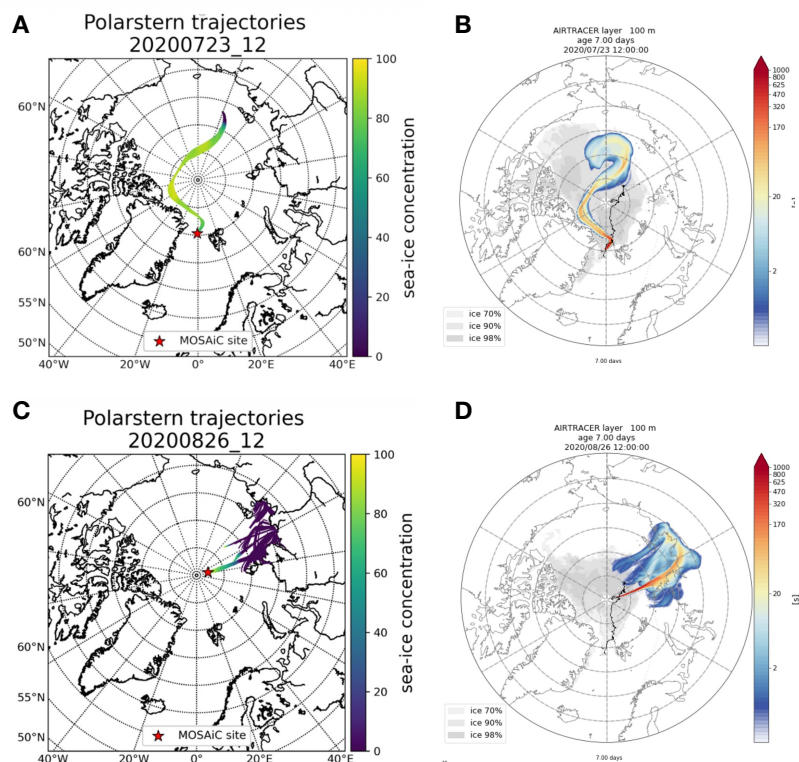 A
Polarstern trajectories
20200723_12
60°N
60°N
55°N
50°N
40°W
20°W
0°
20°E
40°E
MOSAiC site
100
80
60
40
20
0
sea-ice concentration
B
AIRTRACER layer 100 m
age 7.00 days
2020/07/23 12:00:00
ice 70%
ice 90%
ice 98%
7.00 days
1000
800
620
470
320
170
20
2
[s]
C
Polarstern trajectories
20200826_12
60°N
60°N
55°N
50°N
40°W
20°W
0°
20°E
40°E
MOSAiC site
100
80
60
40
20
0
sea-ice concentration
D
AIRTRACER layer 100 m
age 7.00 days
2020/08/26 12:00:00
ice 70%
ice 90%
ice 98%
7.00 days
1000
800
620
470
320
170
20
2
[s]